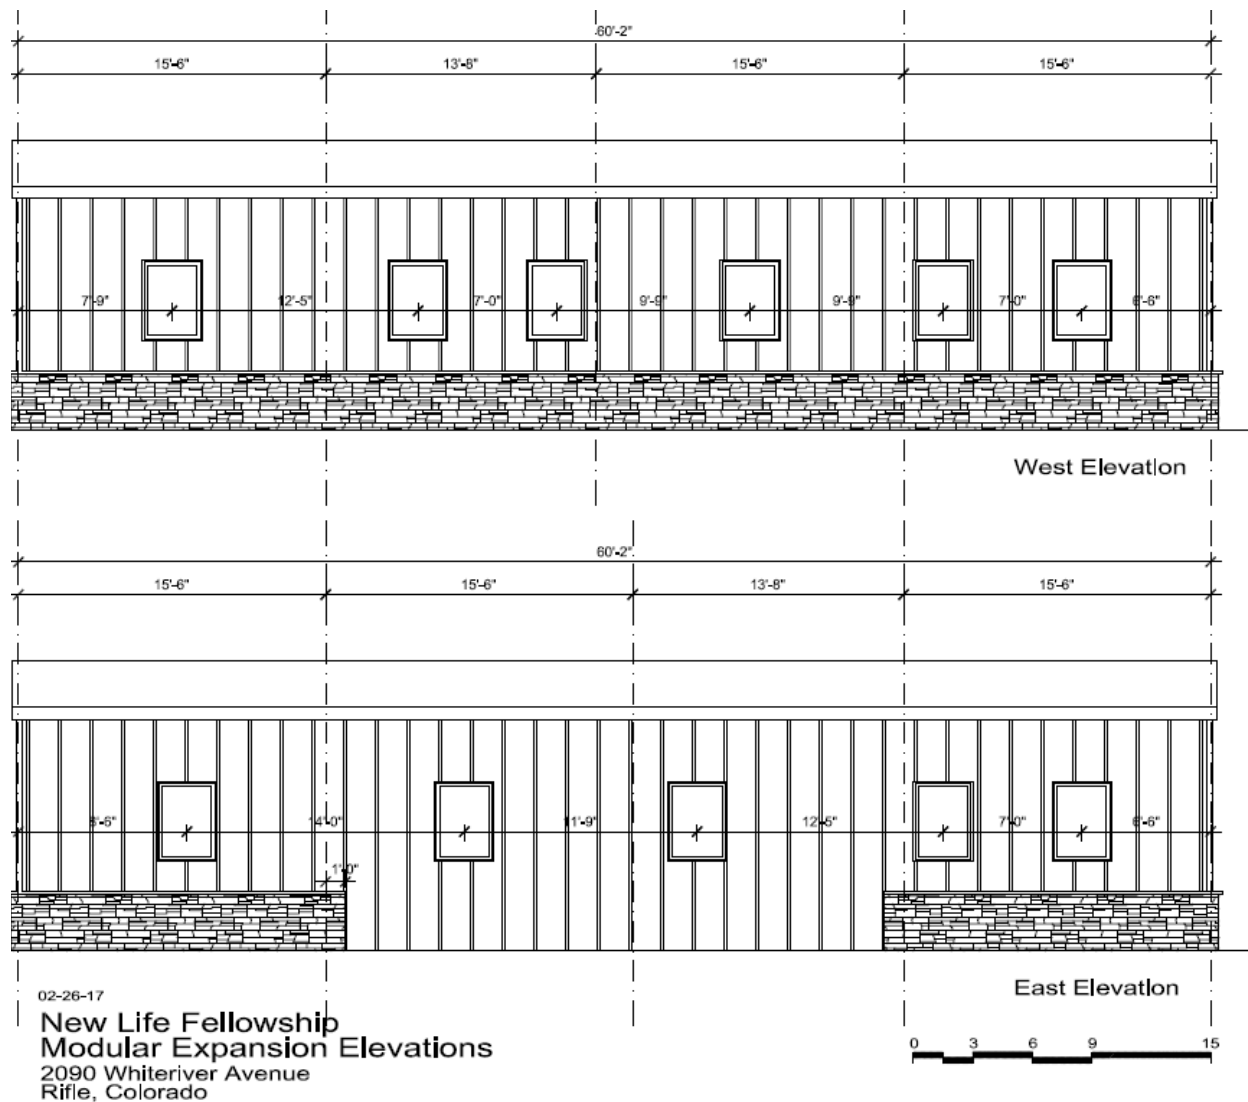 60'-2"
15'-6" 13'-8" 15'-6" 15'-6"
7'-9" 12'-5" 7'-0" 9'-9" 9'-9" 7'-0" 6'-6"
West Elevation
60'-2"
15'-6" 15'-6" 13'-8" 15'-6"
8'-6" 14'-0" 11'-9" 12'-5" 7'-0" 6'-6"
1'-0"
East Elevation
02-26-17
New Life Fellowship
Modular Expansion Elevations
2090 Whiteriver Avenue
Rifle, Colorado
0 3 6 9 15